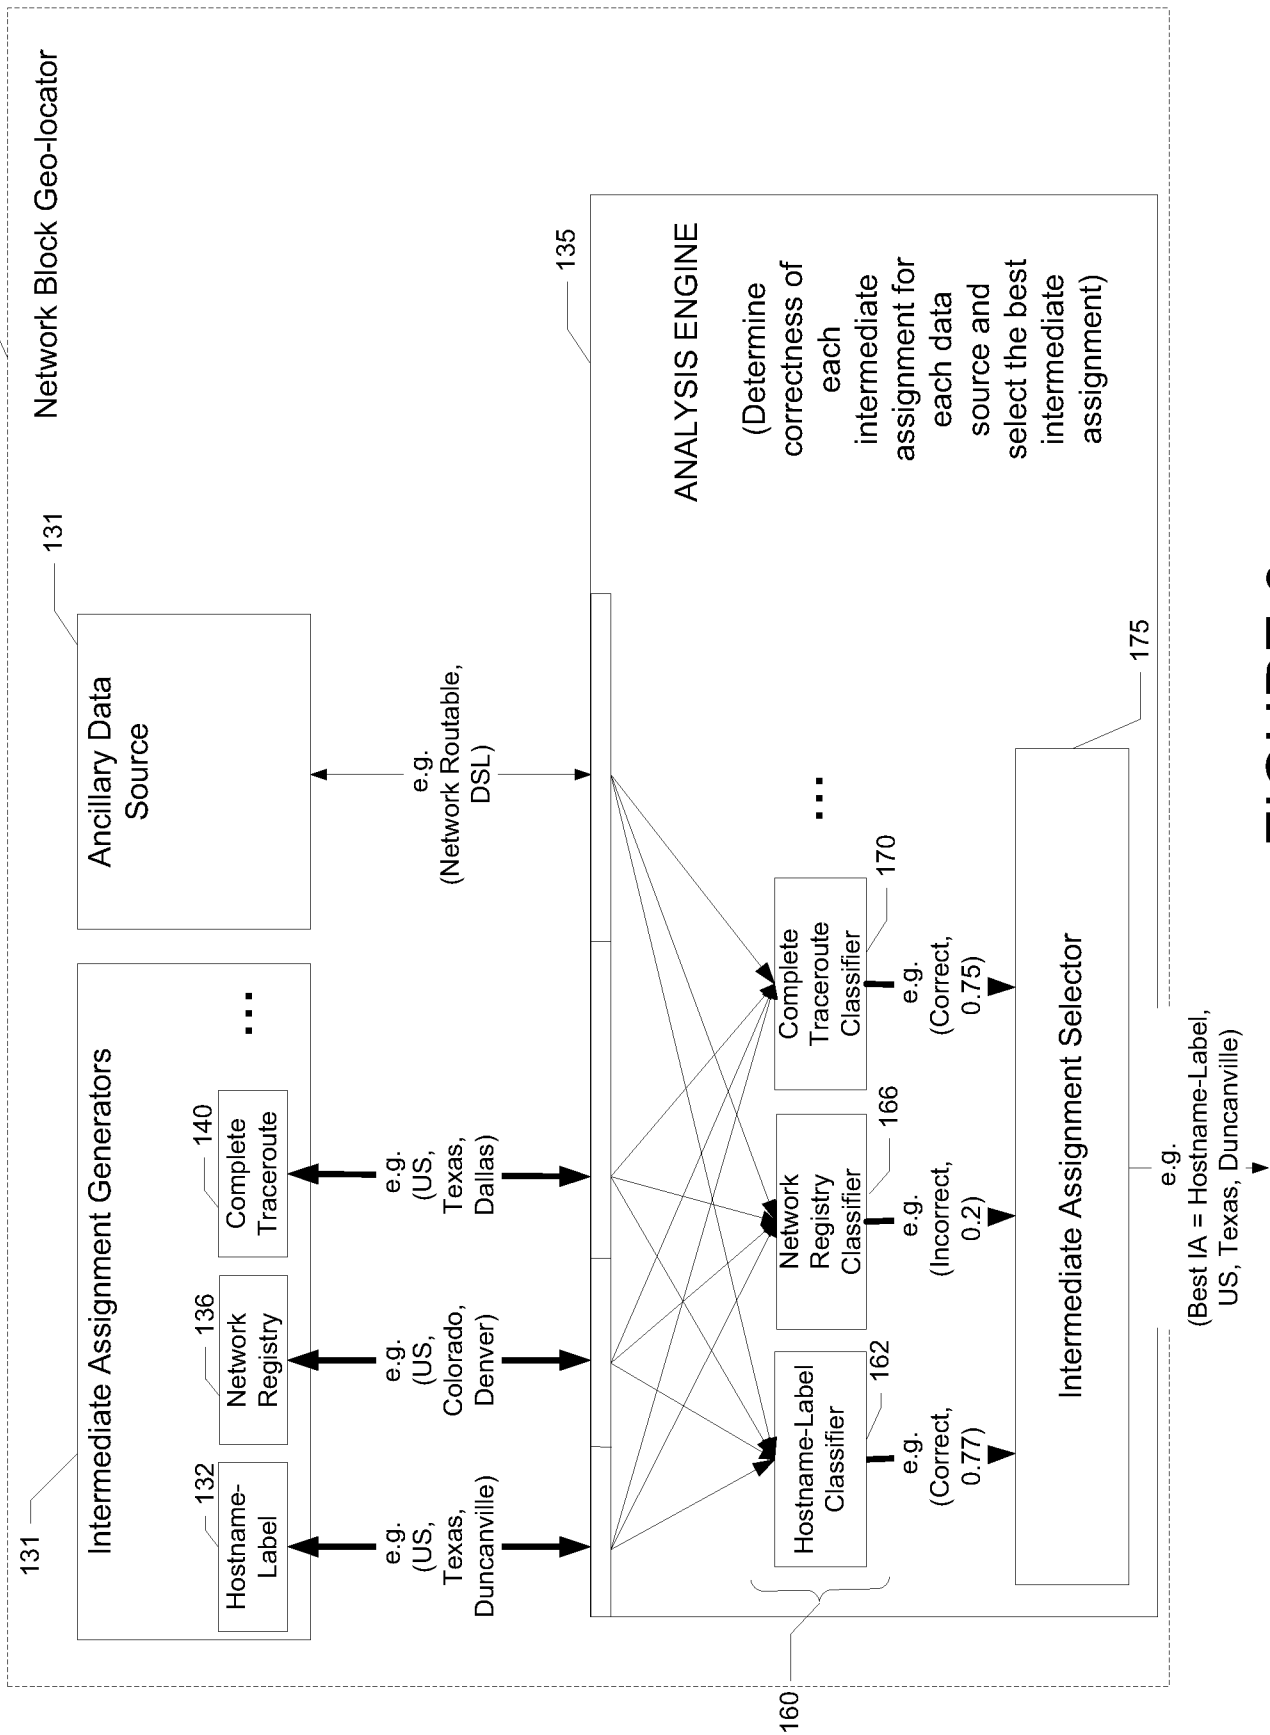 Network Block Geo-locator
131
Intermediate Assignment Generators
132
Hostname-
Label
136
Network
Registry
140
Complete
Traceroute
...
131
Ancillary Data
Source
e.g.
(US,
Texas,
Duncanville)
e.g.
(US,
Colorado,
Denver)
e.g.
(US,
Texas,
Dallas)
e.g.
(Network Routable,
DSL)
135
ANALYSIS ENGINE
(Determine
correctness of
each
intermediate
assignment for
each data
source and
select the best
intermediate
assignment)
160
Hostname-Label
Classifier
162
Network
Registry
Classifier
166
Complete
Traceroute
Classifier
170
...
e.g.
(Correct,
0.77)
e.g.
(Incorrect,
0.2)
e.g.
(Correct,
0.75)
175
Intermediate Assignment Selector
e.g.
(Best IA = Hostname-Label,
US, Texas, Duncanville)
FIGURE